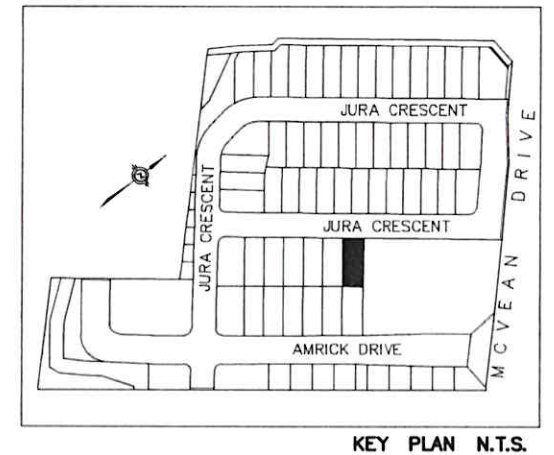 JURA CRESCENT
JURA CRESCENT
JURA CRESCENT
AMRICK DRIVE
MCVEAN DRIVE
KEY PLAN N.T.S.